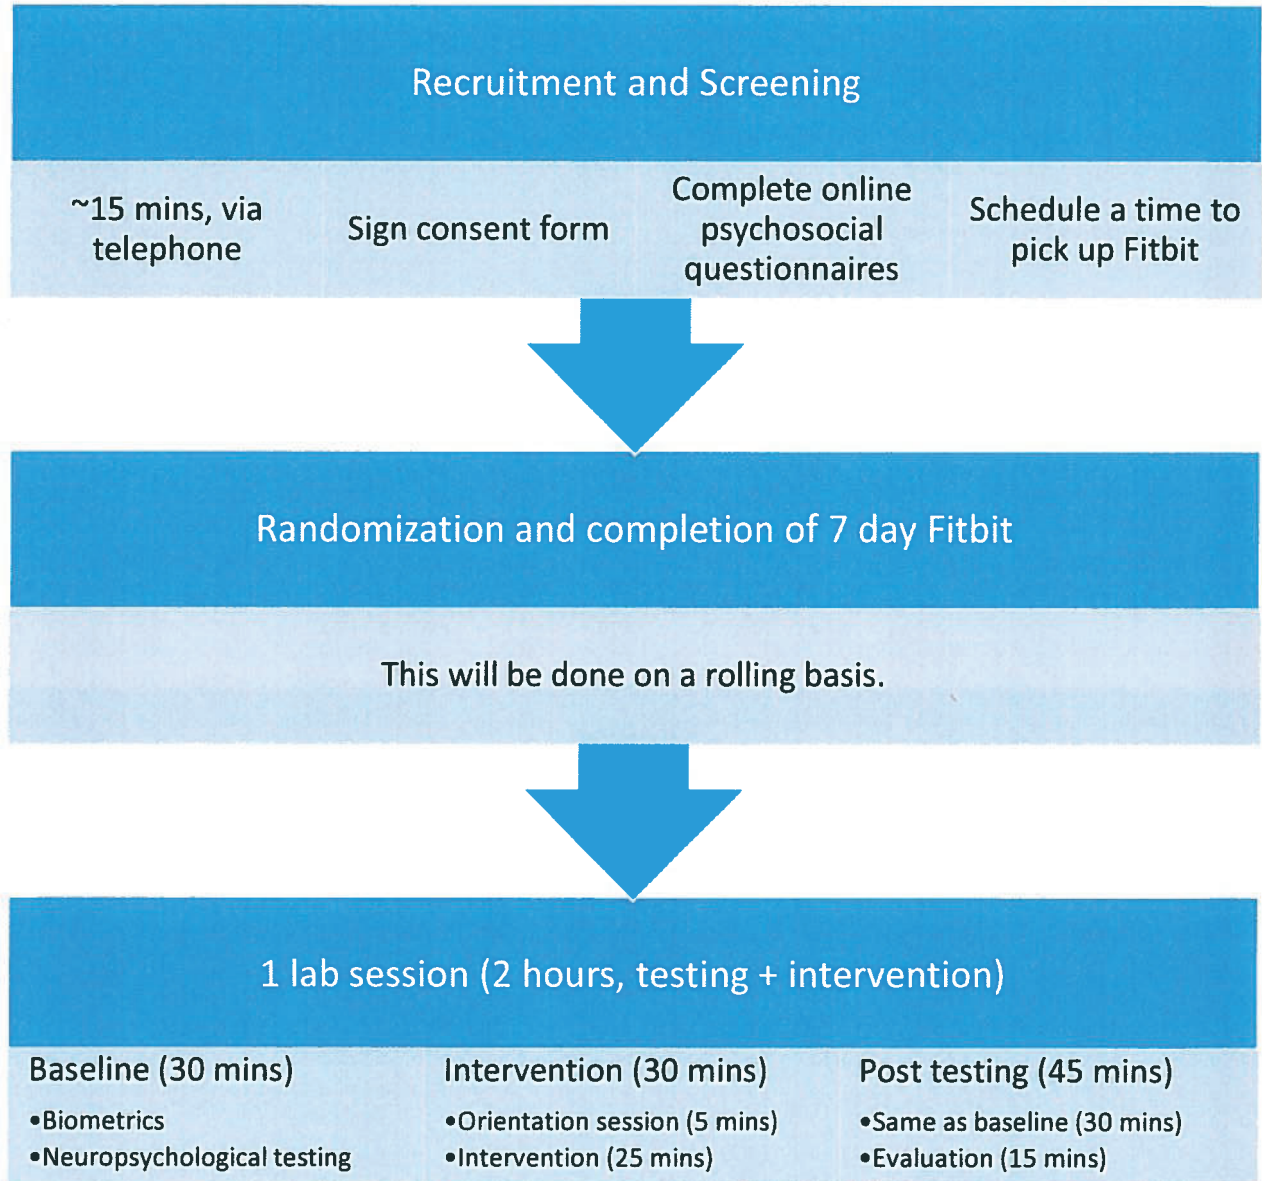 Recruitment and Screening
~15 mins, via
telephone
Sign consent form
Complete online
psychosocial
questionnaires
Schedule a time to
pick up Fitbit
Randomization and completion of 7 day Fitbit
This will be done on a rolling basis.
1 lab session (2 hours, testing + intervention)
Baseline (30 mins)
•Biometrics
•Neuropsychological testing
Intervention (30 mins)
•Orientation session (5 mins)
•Intervention (25 mins)
Post testing (45 mins)
•Same as baseline (30 mins)
•Evaluation (15 mins)